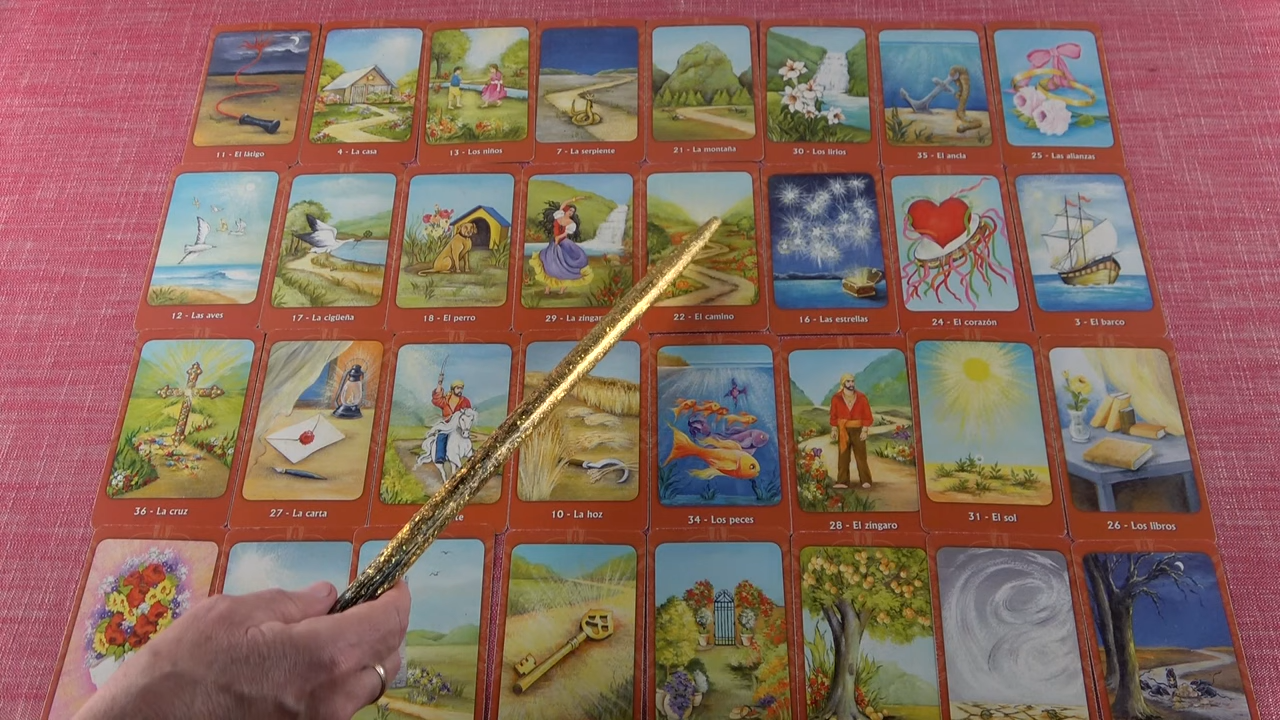 11 - El látigo
4 - La casa
13 - Los niños
7 - La serpiente
21 - La montaña
30 - Los lirios
35 - El ancla
25 - Las alianzas
12 - Las aves
17 - La cigüeña
18 - El perro
29 - La zíngar
22 - El camino
16 - Las estrellas
24 - El corazón
3 - El barco
36 - La cruz
27 - La carta
te
10 - La hoz
34 - Los peces
28 - El zíngaro
31 - El sol
26 - Los libros